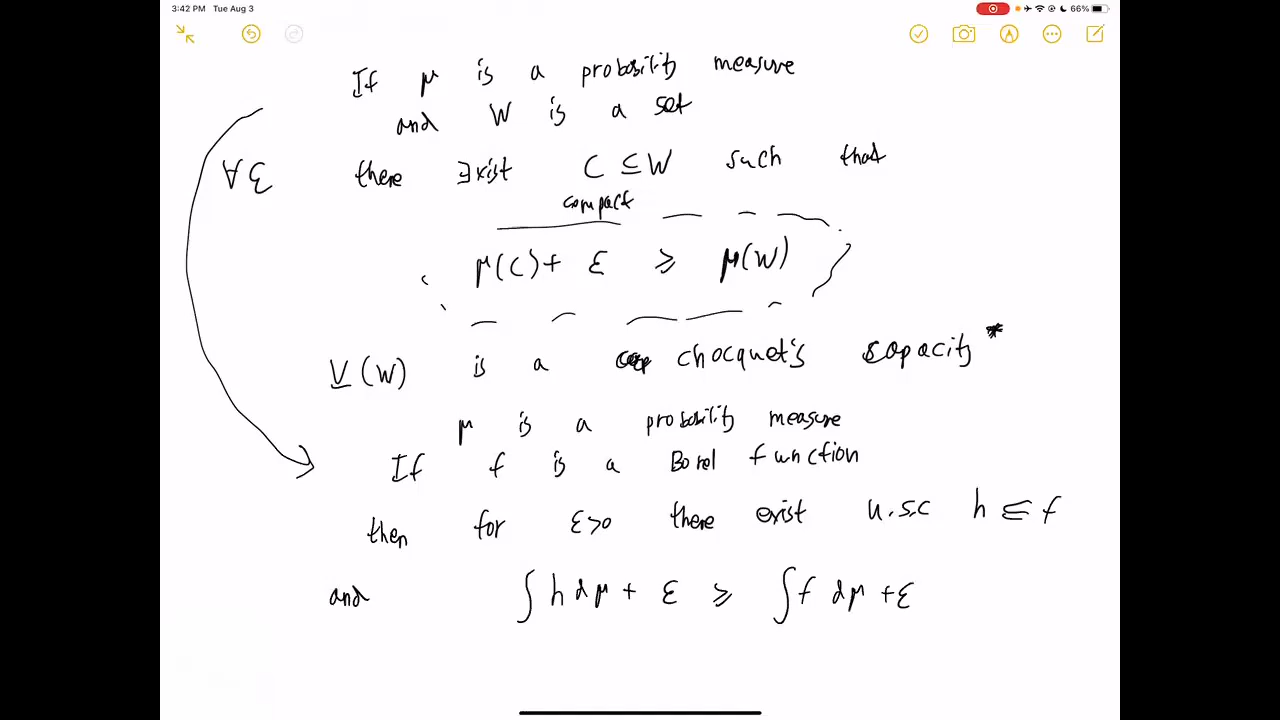 3:42 PM Tue Aug 3
66%
If μ is a probability measure
and W is a set
∀ε there ∃xist C ⊆ W such that
compact
μ(C) + ε ⩾ μ(W)
V(W) is a chocquet's capacity*
μ is a probability measure
If f is a Borel function
then for ε>0 there exist u.s.c h ≤ f
and ∫ h dμ + ε ⩾ ∫ f dμ + ε